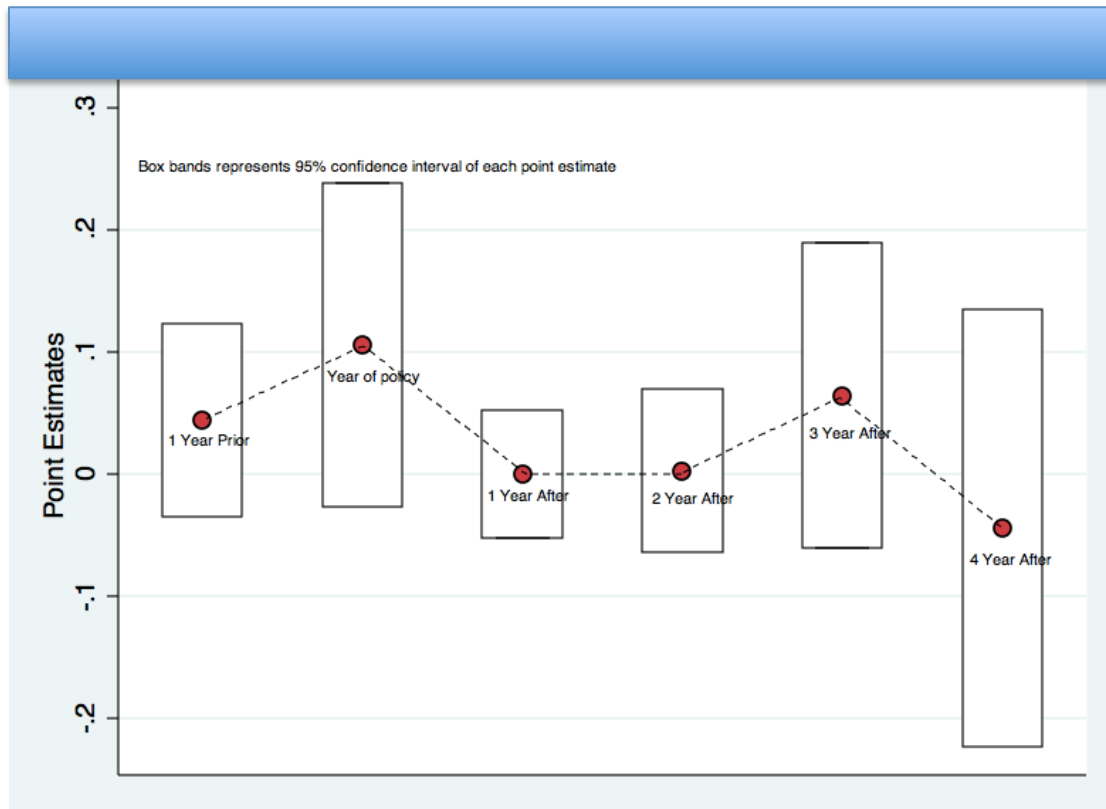 .3
Box bands represents 95% confidence interval of each point estimate
.2
.1
0
-.1
-.2
Point Estimates
1 Year Prior
Year of policy
1 Year After
2 Year After
3 Year After
4 Year After